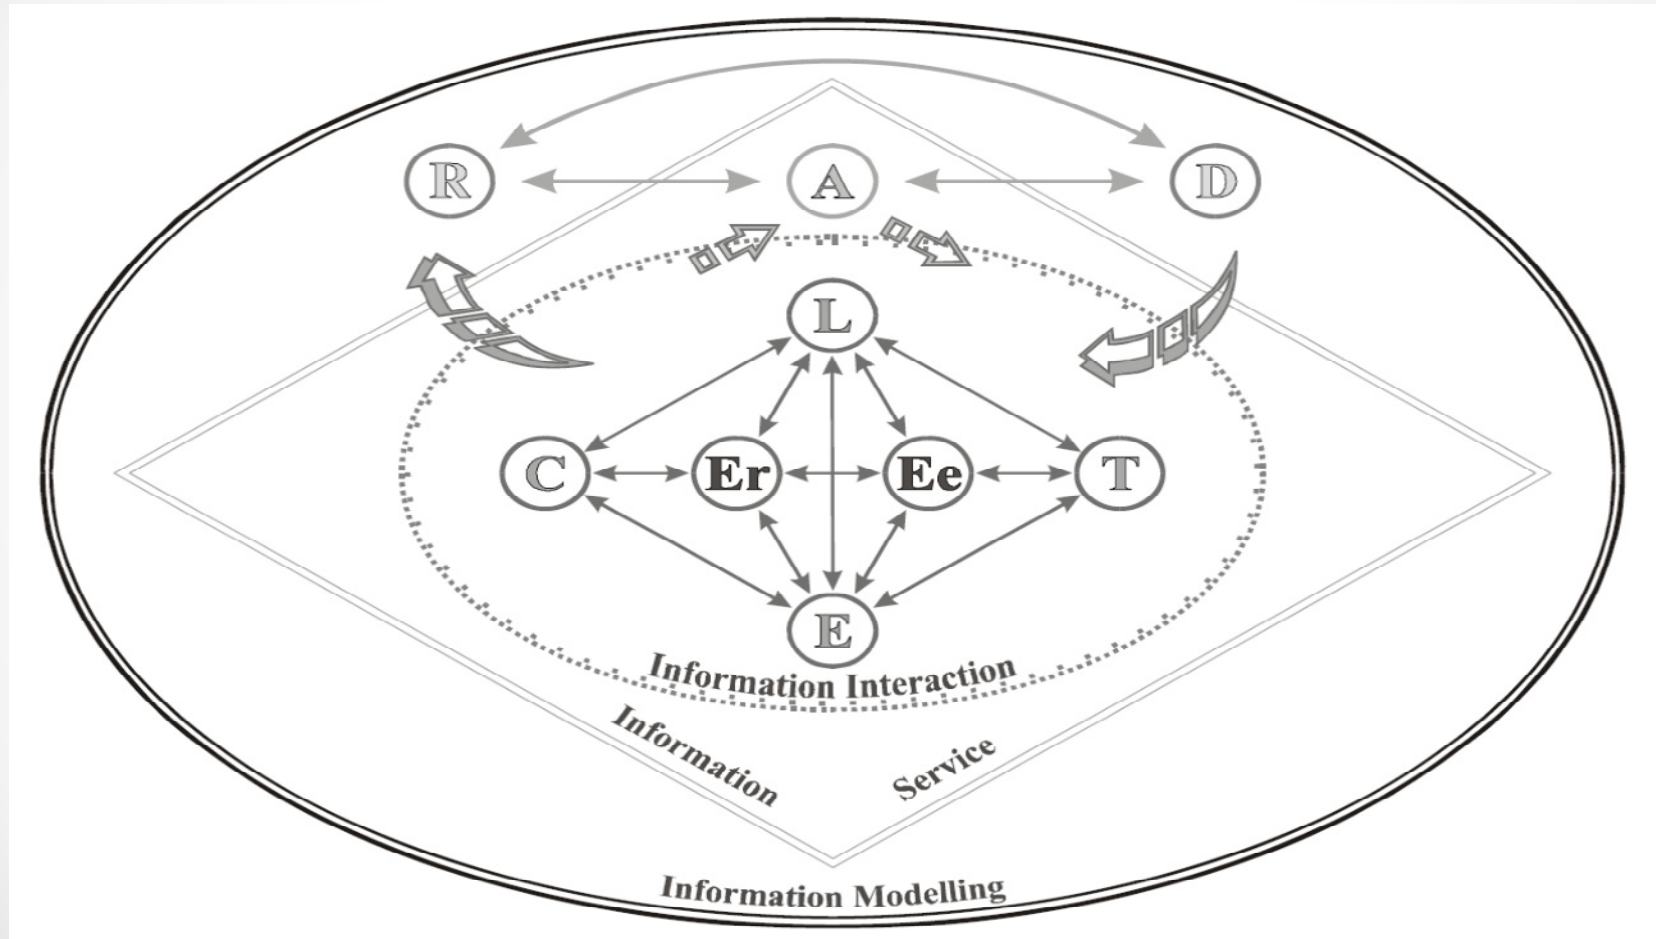 R A D
L
C Er Ee T
E
Information Interaction
Information Service
Information Modelling